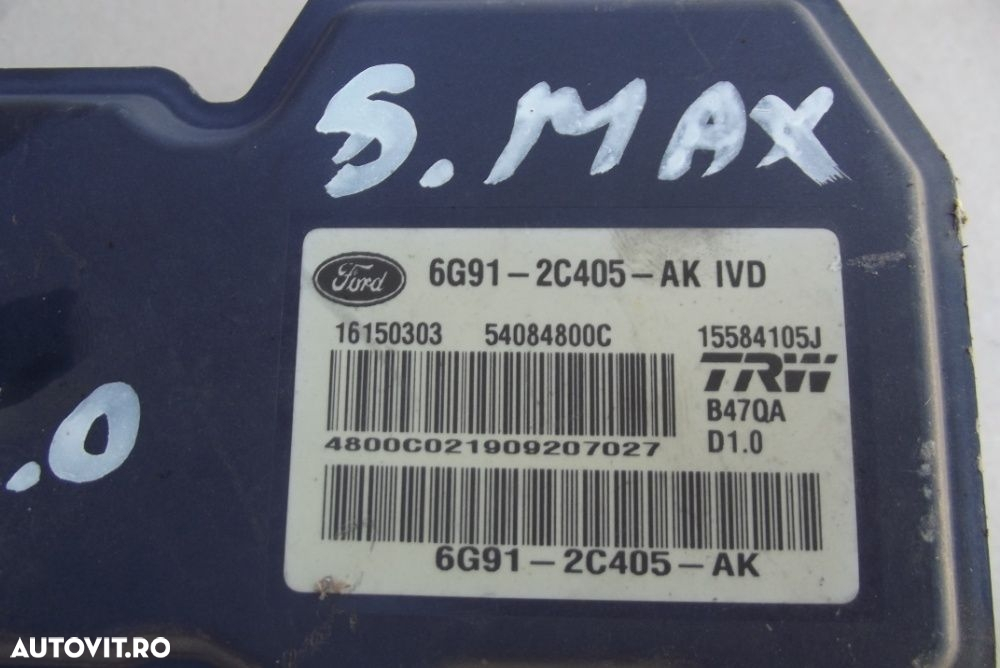 S.MAX
.0
Ford 6G91-2C405-AK IVD
16150303 54084800C 15584105J
TRW
B47QA
4800C021909207027 D1.0
6G91-2C405-AK
AUTOVIT.RO